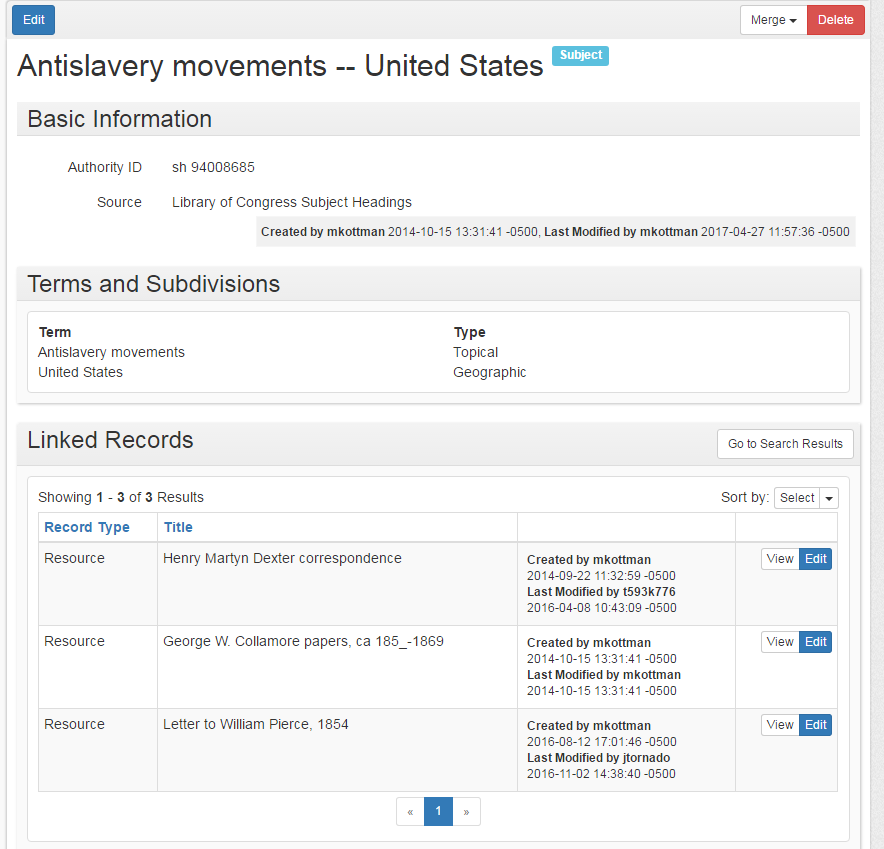 Edit
Merge
Delete
Antislavery movements -- United States Subject
Basic Information
Authority ID sh 94008685
Source Library of Congress Subject Headings
Created by mkottman 2014-10-15 13:31:41 -0500, Last Modified by mkottman 2017-04-27 11:57:36 -0500
Terms and Subdivisions
Term Type
Antislavery movements Topical
United States Geographic
Linked Records
Go to Search Results
Showing 1 - 3 of 3 Results
Sort by: Select
Record Type Title
Resource Henry Martyn Dexter correspondence
Created by mkottman
2014-09-22 11:32:59 -0500
Last Modified by t593k776
2016-04-08 10:43:09 -0500
View Edit
Resource George W. Collamore papers, ca 185_-1869
Created by mkottman
2014-10-15 13:31:41 -0500
Last Modified by mkottman
2014-10-15 13:31:41 -0500
View Edit
Resource Letter to William Pierce, 1854
Created by mkottman
2016-08-12 17:01:46 -0500
Last Modified by jtornado
2016-11-02 14:38:40 -0500
View Edit
« 1 »